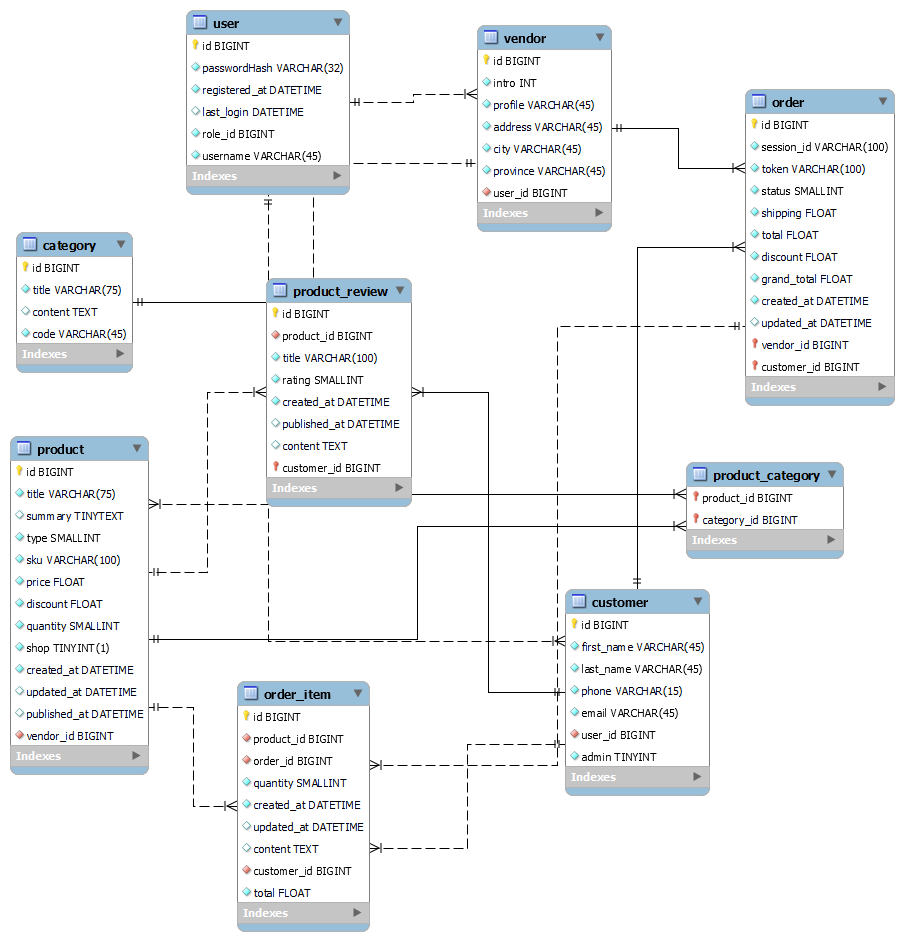 user
id BIGINT
passwordHash VARCHAR(32)
registered_at DATETIME
last_login DATETIME
role_id BIGINT
username VARCHAR(45)
Indexes
vendor
id BIGINT
intro INT
profile VARCHAR(45)
address VARCHAR(45)
city VARCHAR(45)
province VARCHAR(45)
user_id BIGINT
Indexes
order
id BIGINT
session_id VARCHAR(100)
token VARCHAR(100)
status SMALLINT
shipping FLOAT
total FLOAT
discount FLOAT
grand_total FLOAT
created_at DATETIME
updated_at DATETIME
vendor_id BIGINT
customer_id BIGINT
Indexes
category
id BIGINT
title VARCHAR(75)
content TEXT
code VARCHAR(45)
Indexes
product_review
id BIGINT
product_id BIGINT
title VARCHAR(100)
rating SMALLINT
created_at DATETIME
published_at DATETIME
content TEXT
customer_id BIGINT
Indexes
product
id BIGINT
title VARCHAR(75)
summary TINYTEXT
type SMALLINT
sku VARCHAR(100)
price FLOAT
discount FLOAT
quantity SMALLINT
shop TINYINT(1)
created_at DATETIME
updated_at DATETIME
published_at DATETIME
vendor_id BIGINT
Indexes
product_category
product_id BIGINT
category_id BIGINT
Indexes
customer
id BIGINT
first_name VARCHAR(45)
last_name VARCHAR(45)
phone VARCHAR(15)
email VARCHAR(45)
user_id BIGINT
admin TINYINT
Indexes
order_item
id BIGINT
product_id BIGINT
order_id BIGINT
quantity SMALLINT
created_at DATETIME
updated_at DATETIME
content TEXT
customer_id BIGINT
total FLOAT
Indexes